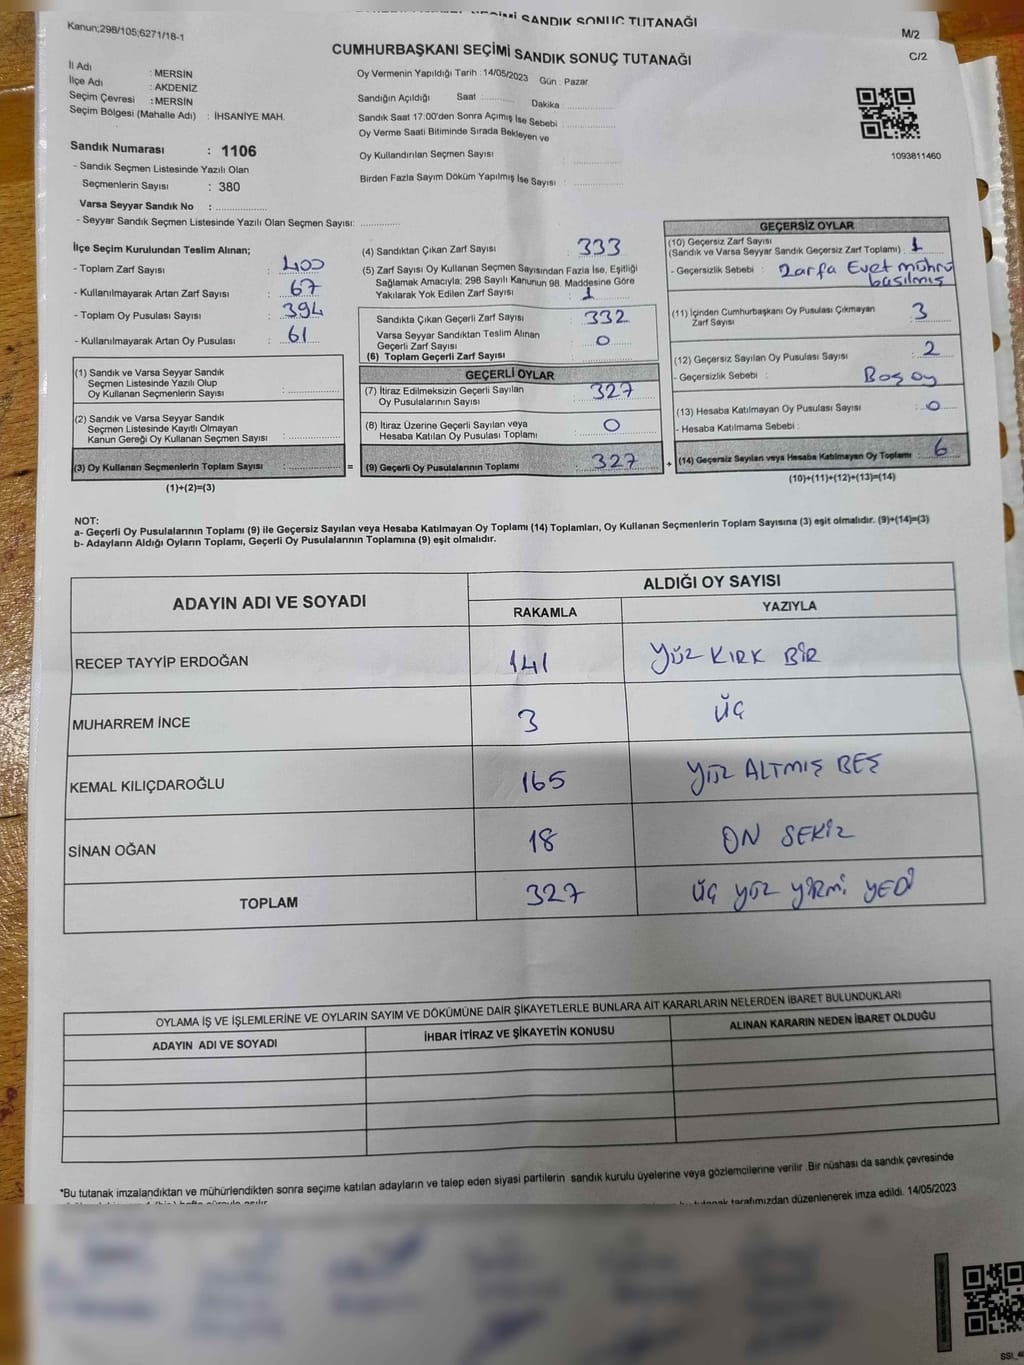 SANDIK SONUÇ TUTANAĞI
M/2
Kanun;298/105;6271/18-1
CUMHURBAŞKANI SEÇİMİ SANDIK SONUÇ TUTANAĞI
C/2
İl Adı : MERSİN
İlçe Adı : AKDENİZ
Seçim Çevresi : MERSİN
Seçim Bölgesi (Mahalle Adı) : İHSANİYE MAH.
Oy Vermenin Yapıldığı Tarih : 14/05/2023 Gün : Pazar
Sandığın Açıldığı Saat :.......... Dakika :..............
Sandık Saat 17:00'den Sonra Açımış İse Sebebi :..............
Oy Verme Saati Bitiminde Sırada Bekleyen ve
Oy Kullandırılan Seçmen Sayısı :..............
Birden Fazla Sayım Döküm Yapılmış İse Sayısı :..............
1093811460
Sandık Numarası : 1106
- Sandık Seçmen Listesinde Yazılı Olan
Seçmenlerin Sayısı : 380
Varsa Seyyar Sandık No :..............
- Seyyar Sandık Seçmen Listesinde Yazılı Olan Seçmen Sayısı: ............
İlçe Seçim Kurulundan Teslim Alınan;
- Toplam Zarf Sayısı : 400
- Kullanılmayarak Artan Zarf Sayısı : 67
- Toplam Oy Pusulası Sayısı : 394
- Kullanılmayarak Artan Oy Pusulası : 61
(1) Sandık ve Varsa Seyyar Sandık
Seçmen Listesinde Yazılı Olup
Oy Kullanan Seçmenlerin Sayısı :..............
(2) Sandık ve Varsa Seyyar Sandık
Seçmen Listesinde Kayıtlı Olmayan
Kanun Gereği Oy Kullanan Seçmen Sayısı :..............
(3) Oy Kullanan Seçmenlerin Toplam Sayısı :..............
(1)+(2)=(3)
=
(4) Sandıktan Çıkan Zarf Sayısı : 333
(5) Zarf Sayısı Oy Kullanan Seçmen Sayısından Fazla İse, Eşitliği
Sağlamak Amacıyla; 298 Sayılı Kanunun 98. Maddesine Göre
Yakılarak Yok Edilen Zarf Sayısı : 1
Sandıkta Çıkan Geçerli Zarf Sayısı : 332
Varsa Seyyar Sandıktan Teslim Alınan
Geçerli Zarf Sayısı : 0
(6) Toplam Geçerli Zarf Sayısı :..............
GEÇERLİ OYLAR
(7) İtiraz Edilmeksizin Geçerli Sayılan
Oy Pusulalarının Sayısı : 327
(8) İtiraz Üzerine Geçerli Sayılan veya
Hesaba Katılan Oy Pusulası Toplamı : 0
(9) Geçerli Oy Pusulalarının Toplamı : 327
+
GEÇERSİZ OYLAR
(10) Geçersiz Zarf Sayısı
(Sandık ve Varsa Seyyar Sandık Geçersiz Zarf Toplamı) : 1
- Geçersizlik Sebebi : Zarfa Evet mührü
basılmış
(11) İçinden Cumhurbaşkanı Oy Pusulası Çıkmayan
Zarf Sayısı : 3
(12) Geçersiz Sayılan Oy Pusulası Sayısı : 2
- Geçersizlik Sebebi : Boş oy
(13) Hesaba Katılmayan Oy Pusulası Sayısı : 0
- Hesaba Katılmama Sebebi :
(14) Geçersiz Sayılan veya Hesaba Katılmayan Oy Toplamı : 6
(10)+(11)+(12)+(13)=(14)
NOT:
a- Geçerli Oy Pusulalarının Toplamı (9) ile Geçersiz Sayılan veya Hesaba Katılmayan Oy Toplamı (14) Toplamları, Oy Kullanan Seçmenlerin Toplam Sayısına (3) eşit olmalıdır. (9)+(14)=(3)
b- Adayların Aldığı Oyların Toplamı, Geçerli Oy Pusulalarının Toplamına (9) eşit olmalıdır.
ADAYIN ADI VE SOYADI
ALDIĞI OY SAYISI
RAKAMLA YAZIYLA
RECEP TAYYİP ERDOĞAN 141 YÜZ KIRK BİR
MUHARREM İNCE 3 ÜÇ
KEMAL KILIÇDAROĞLU 165 YÜZ ALTMIŞ BEŞ
SİNAN OĞAN 18 ON SEKİZ
TOPLAM 327 ÜÇ YÜZ YİRMİ YEDİ
OYLAMA İŞ VE İŞLEMLERİNE VE OYLARIN SAYIM VE DÖKÜMÜNE DAİR ŞİKAYETLERLE BUNLARA AİT KARARLARIN NELERDEN İBARET BULUNDUKLARI
ADAYIN ADI VE SOYADI İHBAR İTİRAZ VE ŞİKAYETİN KONUSU ALINAN KARARIN NEDEN İBARET OLDUĞU
*Bu tutanak imzalandıktan ve mühürlendikten sonra seçime katılan adayların ve talep eden siyasi partilerin sandık kurulu üyelerine veya gözlemcilerine verilir .Bir nüshası da sandık çevresinde
bu tutanak tarafımızdan düzenlenerek imza edildi. 14/05/2023